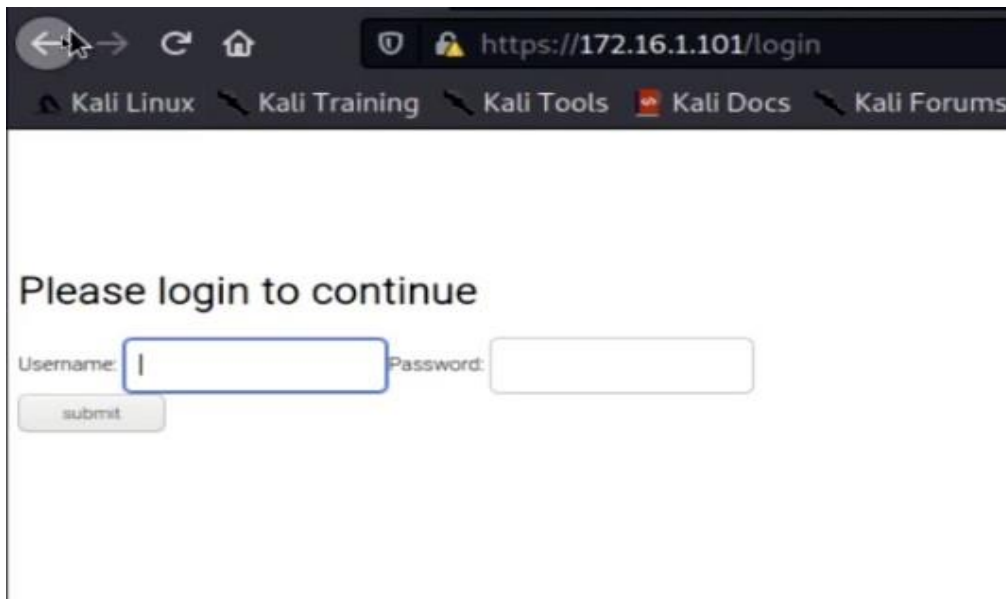 https://172.16.1.101/login
Kali Linux Kali Training Kali Tools Kali Docs Kali Forums
Please login to continue
Username: Password:
submit